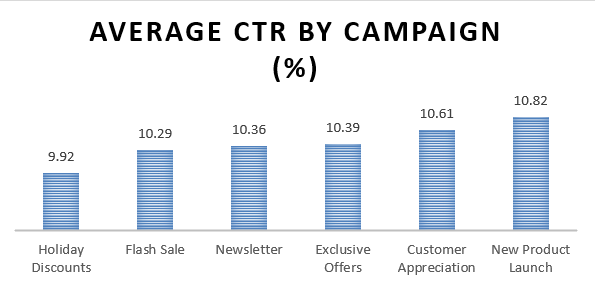 AVERAGE CTR BY CAMPAIGN
(%)
10.82
10.61
10.39
10.36
10.29
9.92
Holiday
Discounts
Flash Sale
Newsletter
Exclusive
Offers
Customer
Appreciation
New Product
Launch